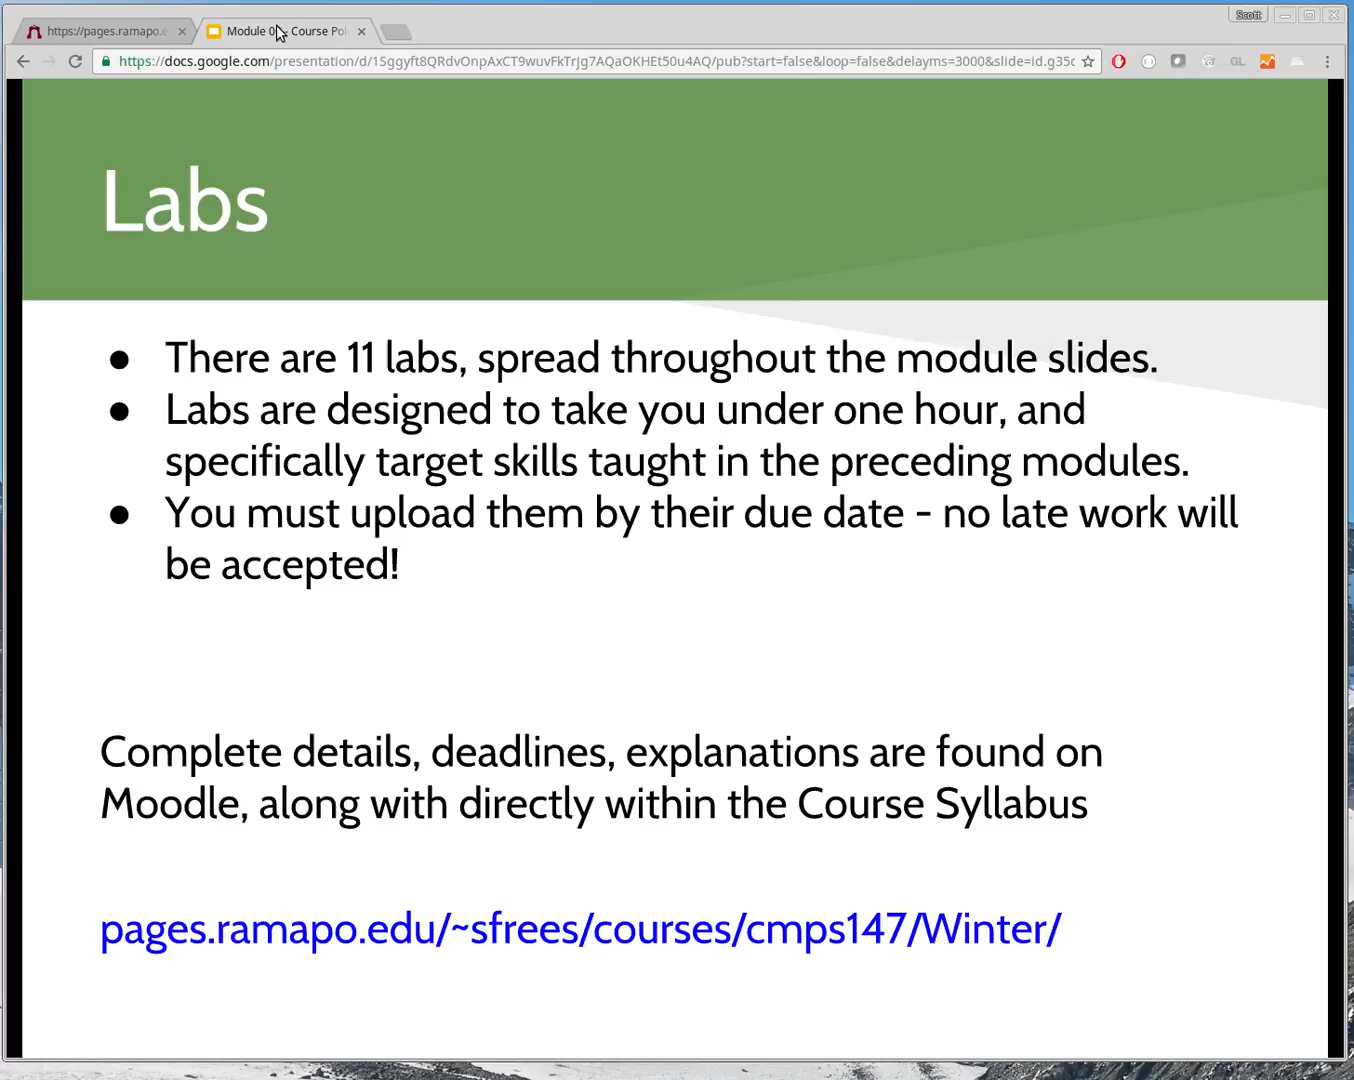 Scott
https://pages.ramapo.e
Module 0 - Course Pol
https://docs.google.com/presentation/d/1Sggyft8QRdvOnpAxCT9wuvFkTrjg7AQaOKHEt50u4AQ/pub?start=false&loop=false&delayms=3000&slide=id.g35c
GL
Labs
● There are 11 labs, spread throughout the module slides.
● Labs are designed to take you under one hour, and
specifically target skills taught in the preceding modules.
● You must upload them by their due date - no late work will
be accepted!
Complete details, deadlines, explanations are found on
Moodle, along with directly within the Course Syllabus
pages.ramapo.edu/~sfrees/courses/cmps147/Winter/